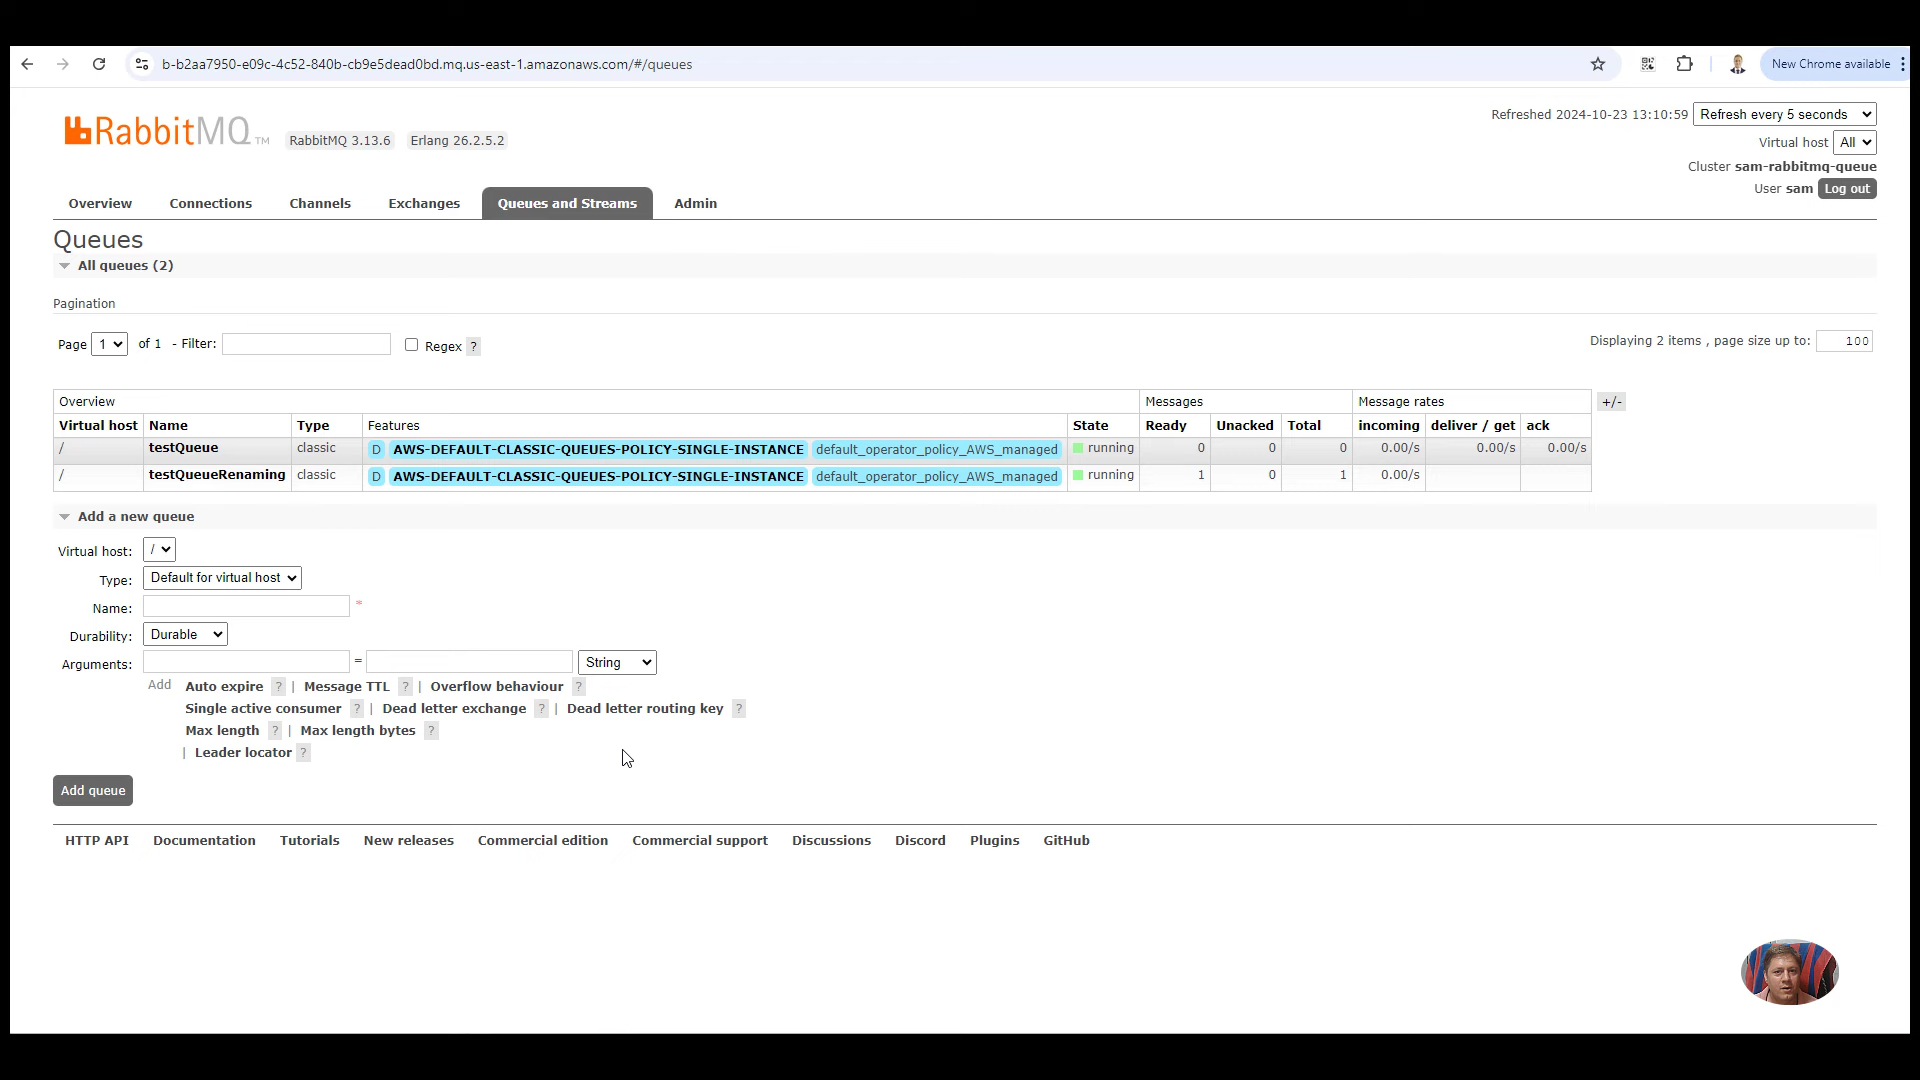 b-b2aa7950-e09c-4c52-840b-cb9e5dead0bd.mq.us-east-1.amazonaws.com/#/queues
New Chrome available
RabbitMQ TM
RabbitMQ 3.13.6 Erlang 26.2.5.2
Refreshed 2024-10-23 13:10:59 Refresh every 5 seconds
Virtual host All
Cluster sam-rabbitmq-queue
User sam Log out
Overview Connections Channels Exchanges Queues and Streams Admin
Queues
All queues (2)
Pagination
Page 1 of 1 - Filter: Regex ? Displaying 2 items , page size up to: 100
Overview Messages Message rates +/-
Virtual host Name Type Features State Ready Unacked Total incoming deliver / get ack
/ testQueue classic D AWS-DEFAULT-CLASSIC-QUEUES-POLICY-SINGLE-INSTANCE default_operator_policy_AWS_managed running 0 0 0 0.00/s 0.00/s 0.00/s
/ testQueueRenaming classic D AWS-DEFAULT-CLASSIC-QUEUES-POLICY-SINGLE-INSTANCE default_operator_policy_AWS_managed running 1 0 1 0.00/s
Add a new queue
Virtual host: /
Type: Default for virtual host
Name: *
Durability: Durable
Arguments: = String
Add Auto expire ? | Message TTL ? | Overflow behaviour ?
Single active consumer ? | Dead letter exchange ? | Dead letter routing key ?
Max length ? | Max length bytes ?
| Leader locator ?
Add queue
HTTP API Documentation Tutorials New releases Commercial edition Commercial support Discussions Discord Plugins GitHub